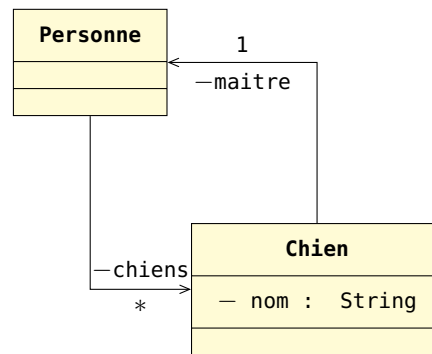 Personne
1
−maitre
Chien
−chiens
− nom : String
*